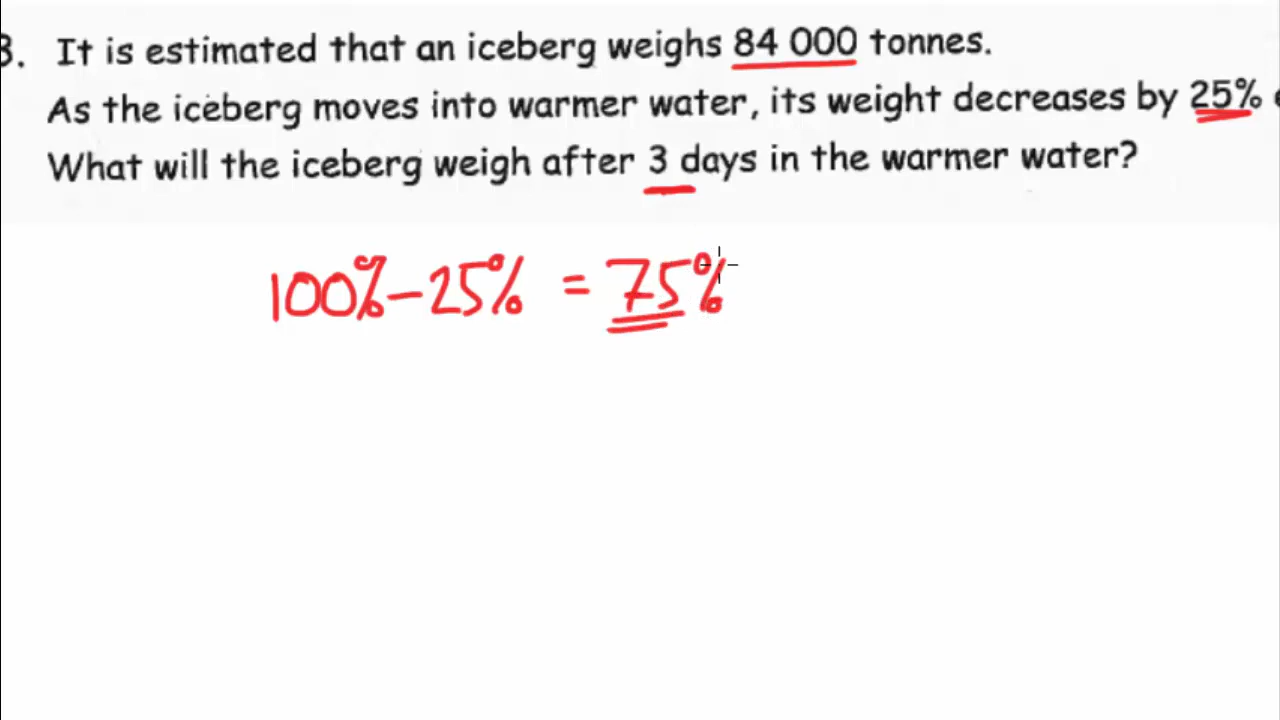 3. It is estimated that an iceberg weighs 84 000 tonnes.
As the iceberg moves into warmer water, its weight decreases by 25%
What will the iceberg weigh after 3 days in the warmer water?
100% - 25% = 75%